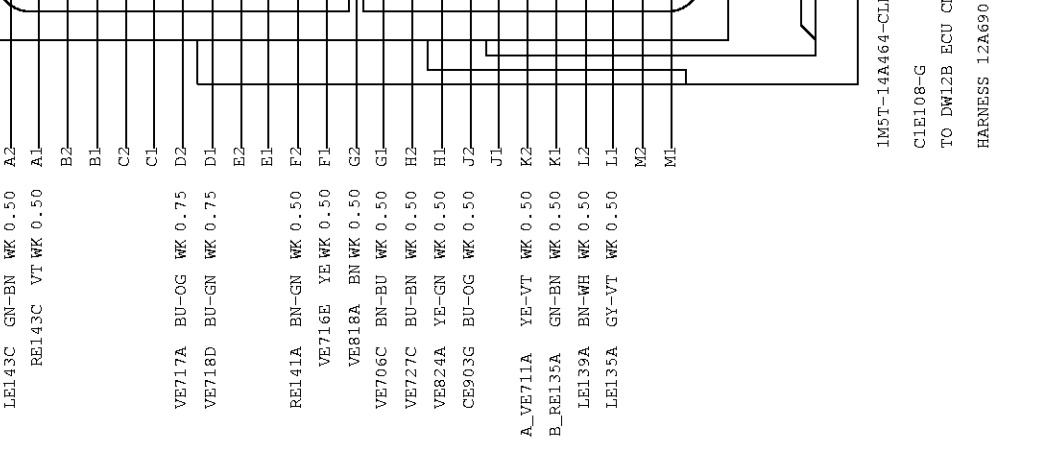 A2 LE143C GN-BN WK 0.50
A1 RE143C VT WK 0.50
B2
B1
C2
C1
D2 VE717A BU-OG WK 0.75
D1 VE718D BU-GN WK 0.75
E2
E1
F2 RE141A BN-GN WK 0.50
F1 VE716E YE WK 0.50
G2 VE818A BN WK 0.50
G1 VE706C BN-BU WK 0.50
H2 VE727C BU-BN WK 0.50
H1 VE824A YE-GN WK 0.50
J2 CE903G BU-OG WK 0.50
J1
K2 A_VE711A YE-VT WK 0.50
K1 B_RE135A GN-BN WK 0.50
L2 LE139A BN-WH WK 0.50
L1 LE135A GY-VT WK 0.50
M2
M1
1M5T-14A464-CL
C1E108-G
TO DW12B ECU
HARNESS 12A690